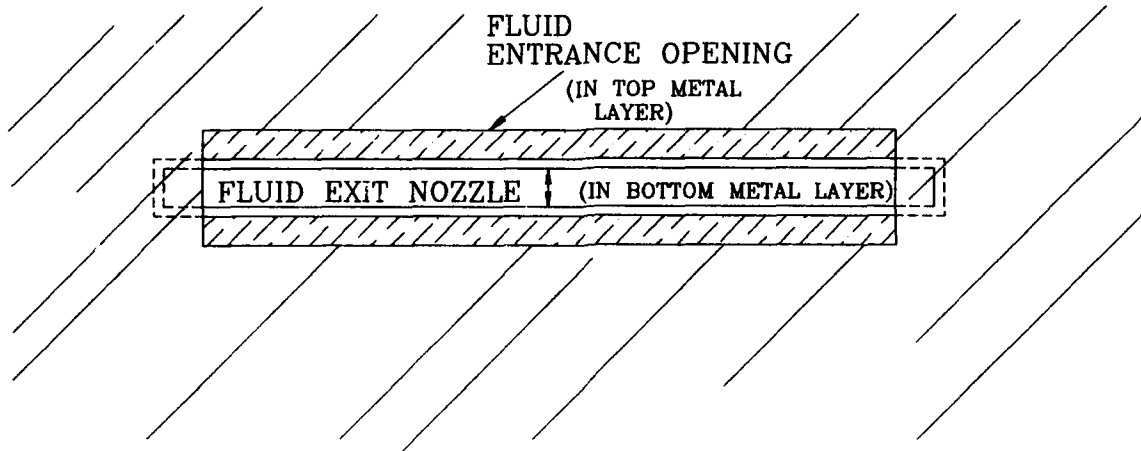 FLUID
ENTRANCE OPENING
(IN TOP METAL
LAYER)
FLUID EXiT NOZZLE
(IN BOTTOM METAL LAYER)